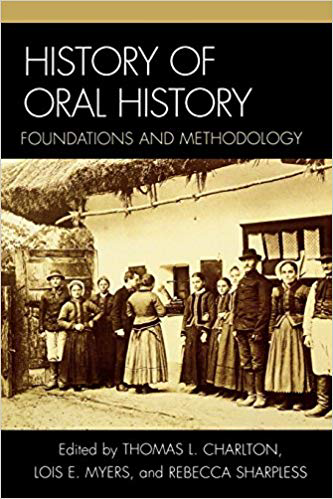 HISTORY OF
ORAL HISTORY
FOUNDATIONS AND METHODOLOGY
Edited by THOMAS L. CHARLTON,
LOIS E. MYERS, and REBECCA SHARPLESS